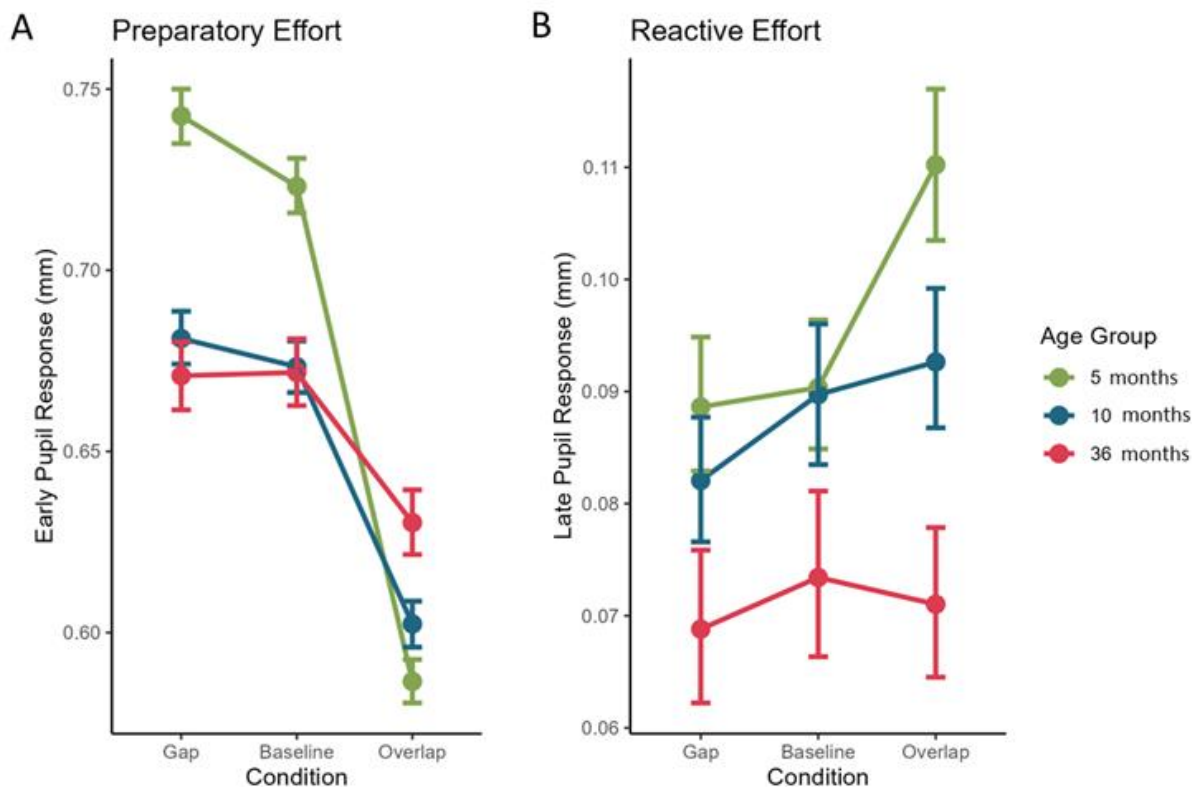 A Preparatory Effort
Early Pupil Response (mm)
0.75
0.70
0.65
0.60
Gap Baseline Overlap
Condition
B Reactive Effort
Late Pupil Response (mm)
0.11
0.10
0.09
0.08
0.07
0.06
Gap Baseline Overlap
Condition
Age Group
5 months
10 months
36 months